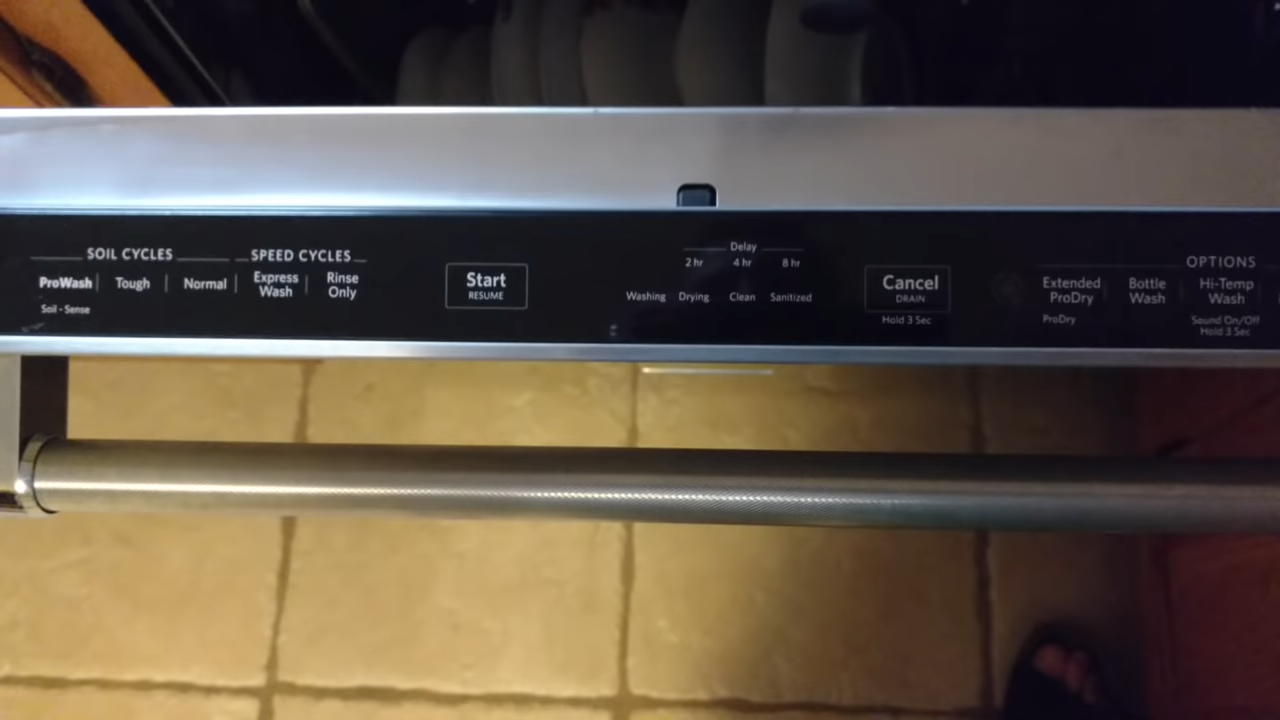 SOIL CYCLES
ProWash Tough Normal
Soil - Sense
SPEED CYCLES
Express Wash
Rinse Only
Start
RESUME
Delay
2 hr 4 hr 8 hr
Washing Drying Clean Sanitized
Cancel
DRAIN
Hold 3 Sec
OPTIONS
Extended ProDry
ProDry
Bottle Wash
Hi-Temp Wash
Sound On/Off
Hold 3 Sec